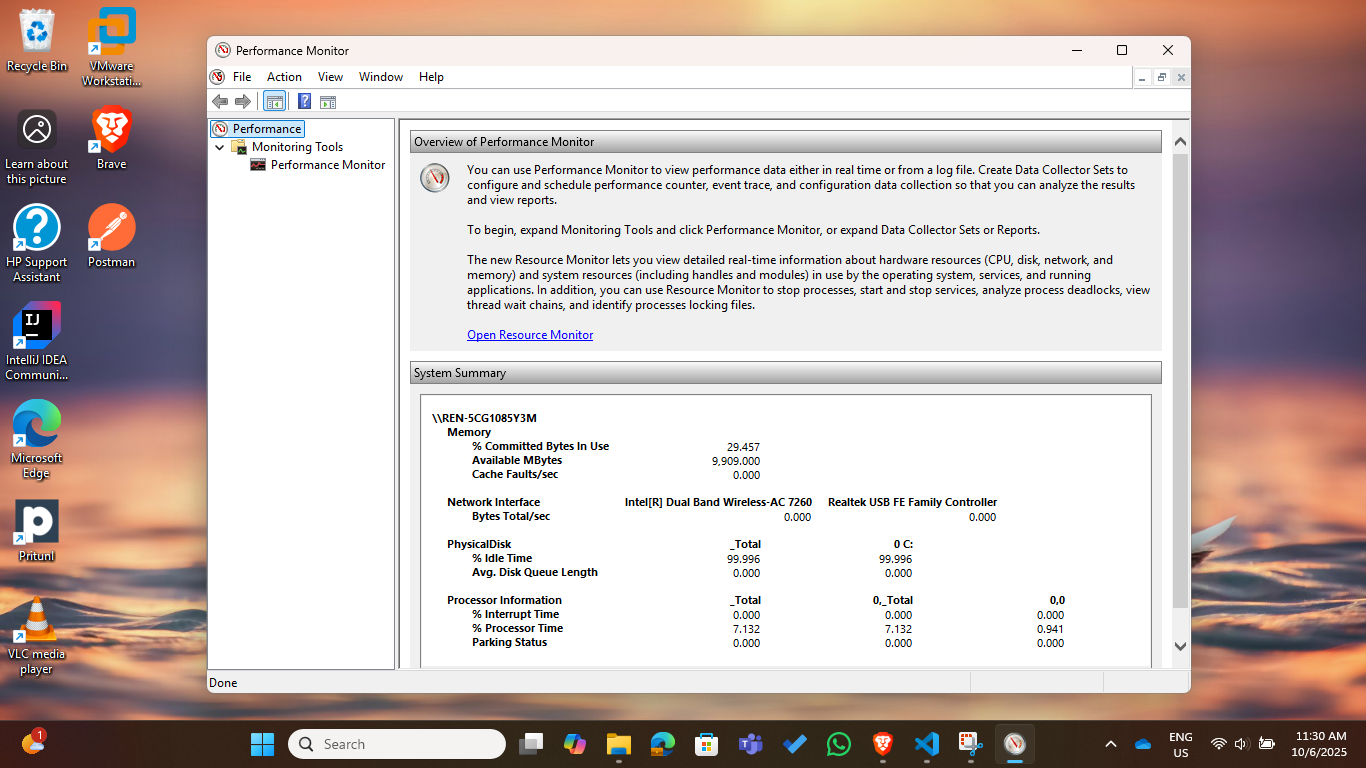 Recycle Bin
VMware
Workstati...
Learn about
this picture
Brave
HP Support
Assistant
Postman
IJ
IntelliJ IDEA
Communi...
Microsoft
Edge
Pritunl
VLC media
player
Performance Monitor
File Action View Window Help
Performance
Monitoring Tools
Performance Monitor
Overview of Performance Monitor
You can use Performance Monitor to view performance data either in real time or from a log file. Create Data Collector Sets to
configure and schedule performance counter, event trace, and configuration data collection so that you can analyze the results
and view reports.
To begin, expand Monitoring Tools and click Performance Monitor, or expand Data Collector Sets or Reports.
The new Resource Monitor lets you view detailed real-time information about hardware resources (CPU, disk, network, and
memory) and system resources (including handles and modules) in use by the operating system, services, and running
applications. In addition, you can use Resource Monitor to stop processes, start and stop services, analyze process deadlocks, view
thread wait chains, and identify processes locking files.
Open Resource Monitor
System Summary
\\REN-5CG1085Y3M
Memory
% Committed Bytes In Use 29.457
Available MBytes 9,909.000
Cache Faults/sec 0.000
Network Interface Intel[R] Dual Band Wireless-AC 7260 Realtek USB FE Family Controller
Bytes Total/sec 0.000 0.000
PhysicalDisk _Total 0 C:
% Idle Time 99.996 99.996
Avg. Disk Queue Length 0.000 0.000
Processor Information _Total 0,_Total 0,0
% Interrupt Time 0.000 0.000 0.000
% Processor Time 7.132 7.132 0.941
Parking Status 0.000 0.000 0.000
Done
1
Search
ENG
US
11:30 AM
10/6/2025